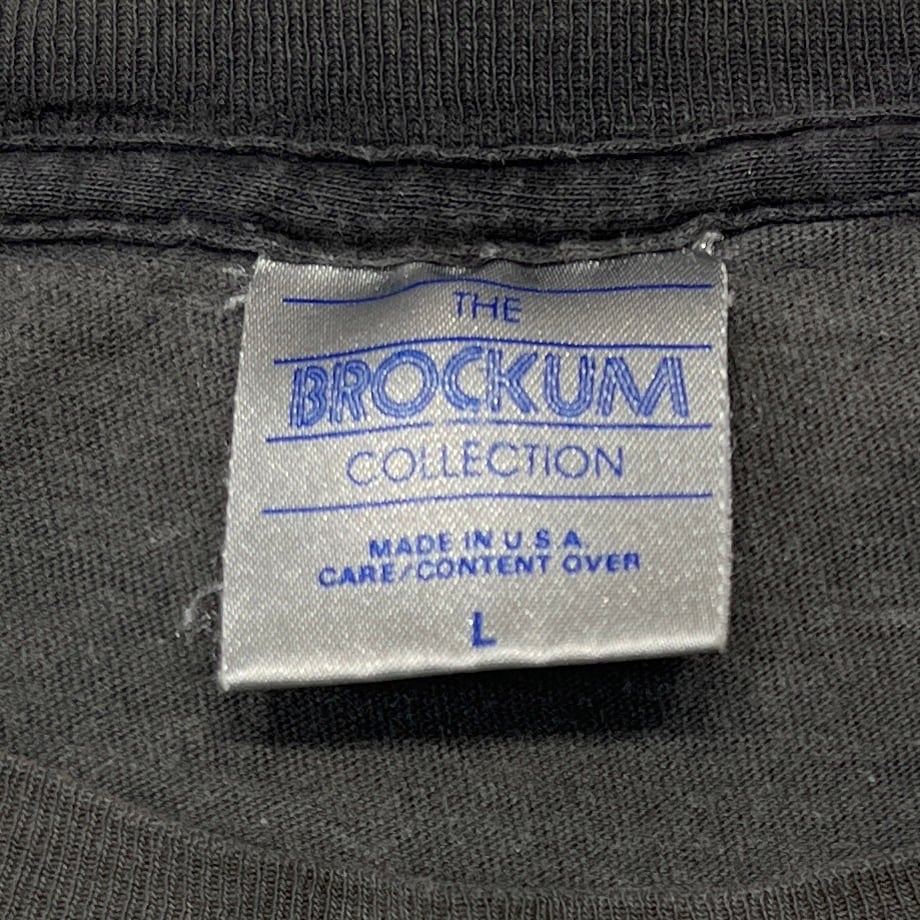 THE
BROCKUM
COLLECTION
MADE IN U.S.A.
CARE/CONTENT OVER
L